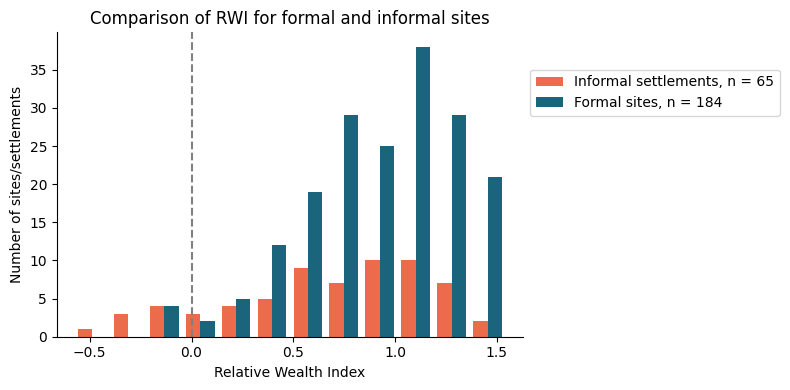 Comparison of RWI for formal and informal sites
Number of sites/settlements
35
30
25
20
15
10
5
0
−0.5 0.0 0.5 1.0 1.5
Relative Wealth Index
Informal settlements, n = 65
Formal sites, n = 184